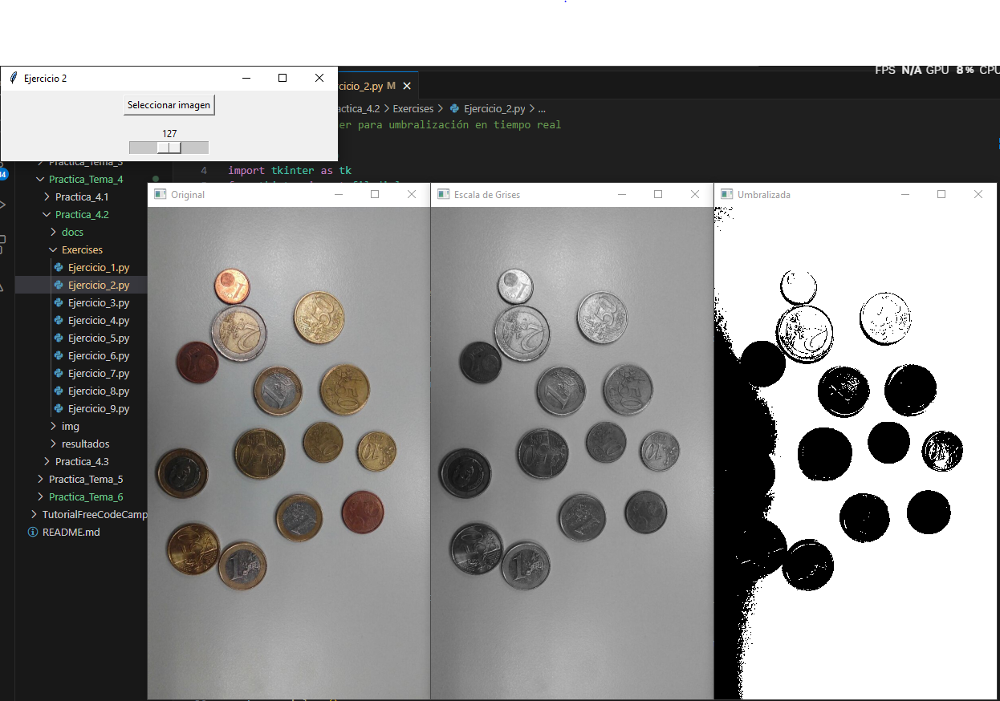 FPS N/A GPU 8% CPU
Ejercicio 2
cicio_2.py M
Seleccionar imagen
actica_4.2 > Exercises > Ejercicio_2.py > ...
er para umbralización en tiempo real
127
Practica_Tema_3
14
4 import tkinter as tk
Practica_Tema_4
Practica_4.1
Practica_4.2
docs
Exercises
Ejercicio_1.py
Ejercicio_2.py
Ejercicio_3.py
Ejercicio_4.py
Ejercicio_5.py
Ejercicio_6.py
Ejercicio_7.py
Ejercicio_8.py
Ejercicio_9.py
img
resultados
Practica_4.3
Practica_Tema_5
Practica_Tema_6
TutorialFreeCodeCamp
README.md
Original
Escala de Grises
Umbralizada